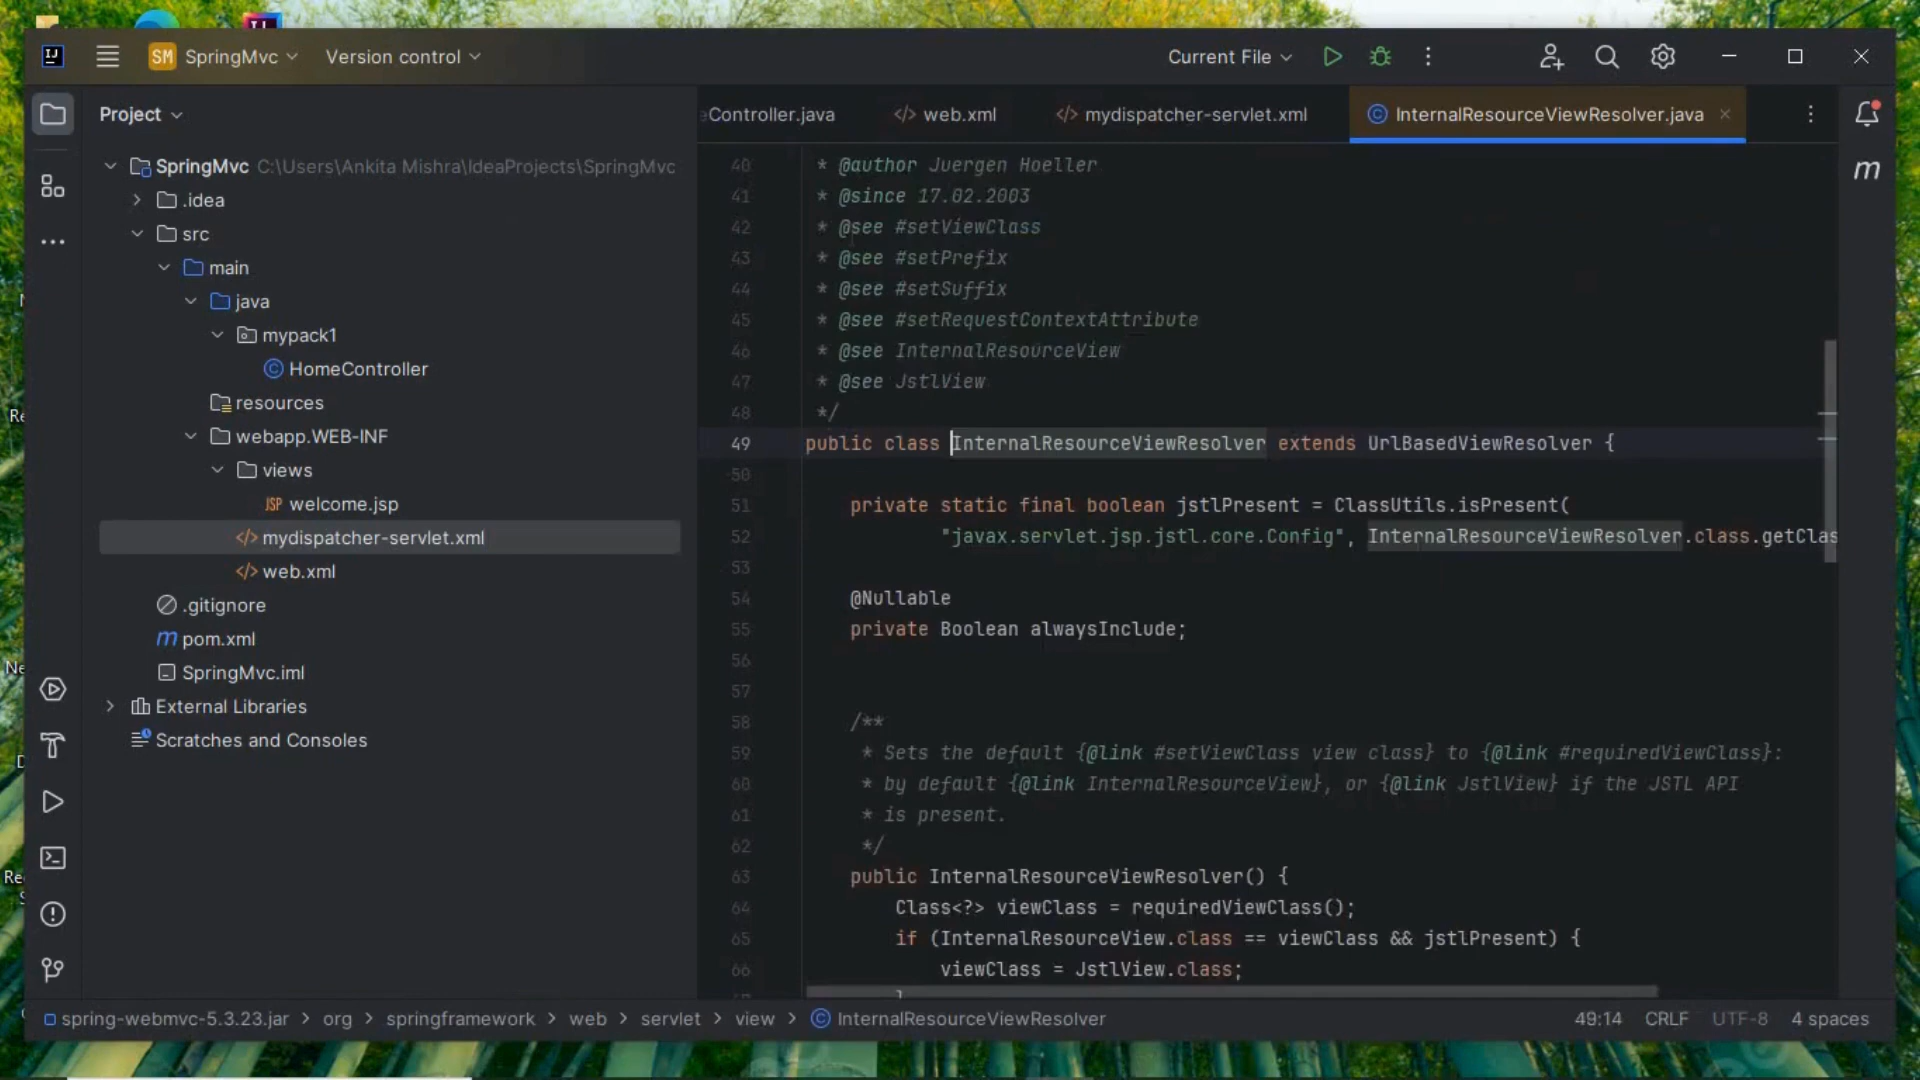 IJ
SM SpringMvc
Version control
Current File
Project
Controller.java
</> web.xml
</> mydispatcher-servlet.xml
InternalResourceViewResolver.java
m
SpringMvc C:\Users\Ankita Mishra\IdeaProjects\SpringMvc
.idea
src
main
java
mypack1
HomeController
resources
webapp.WEB-INF
views
JSP welcome.jsp
</> mydispatcher-servlet.xml
</> web.xml
.gitignore
m pom.xml
SpringMvc.iml
External Libraries
Scratches and Consoles
40 * @author Juergen Hoeller
41 * @since 17.02.2003
42 * @see #setViewClass
43 * @see #setPrefix
44 * @see #setSuffix
45 * @see #setRequestContextAttribute
46 * @see InternalResourceView
47 * @see JstlView
48 */
49 public class InternalResourceViewResolver extends UrlBasedViewResolver {
50
51 private static final boolean jstlPresent = ClassUtils.isPresent(
52 "javax.servlet.jsp.jstl.core.Config", InternalResourceViewResolver.class.getClas
53
54 @Nullable
55 private Boolean alwaysInclude;
56
57
58 /**
59 * Sets the default {@link #setViewClass view class} to {@link #requiredViewClass}:
60 * by default {@link InternalResourceView}, or {@link JstlView} if the JSTL API
61 * is present.
62 */
63 public InternalResourceViewResolver() {
64 Class<?> viewClass = requiredViewClass();
65 if (InternalResourceView.class == viewClass && jstlPresent) {
66 viewClass = JstlView.class;
spring-webmvc-5.3.23.jar > org > springframework > web > servlet > view > InternalResourceViewResolver
49:14 CRLF UTF-8 4 spaces